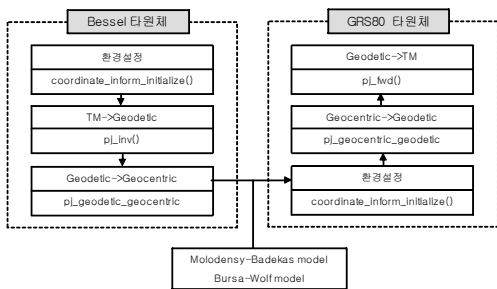 Bessel 타원체
환경설정
coordinate_inform_initialize()
TM->Geodetic
pj_inv()
Geodetic->Geocentric
pj_geodetic_geocentric
GRS80 타원체
Geodetic->TM
pj_fwd()
Geocentric->Geodetic
pj_geocentric_geodetic
환경설정
coordinate_inform_initialize()
Molodensy-Badekas model
Bursa-Wolf model